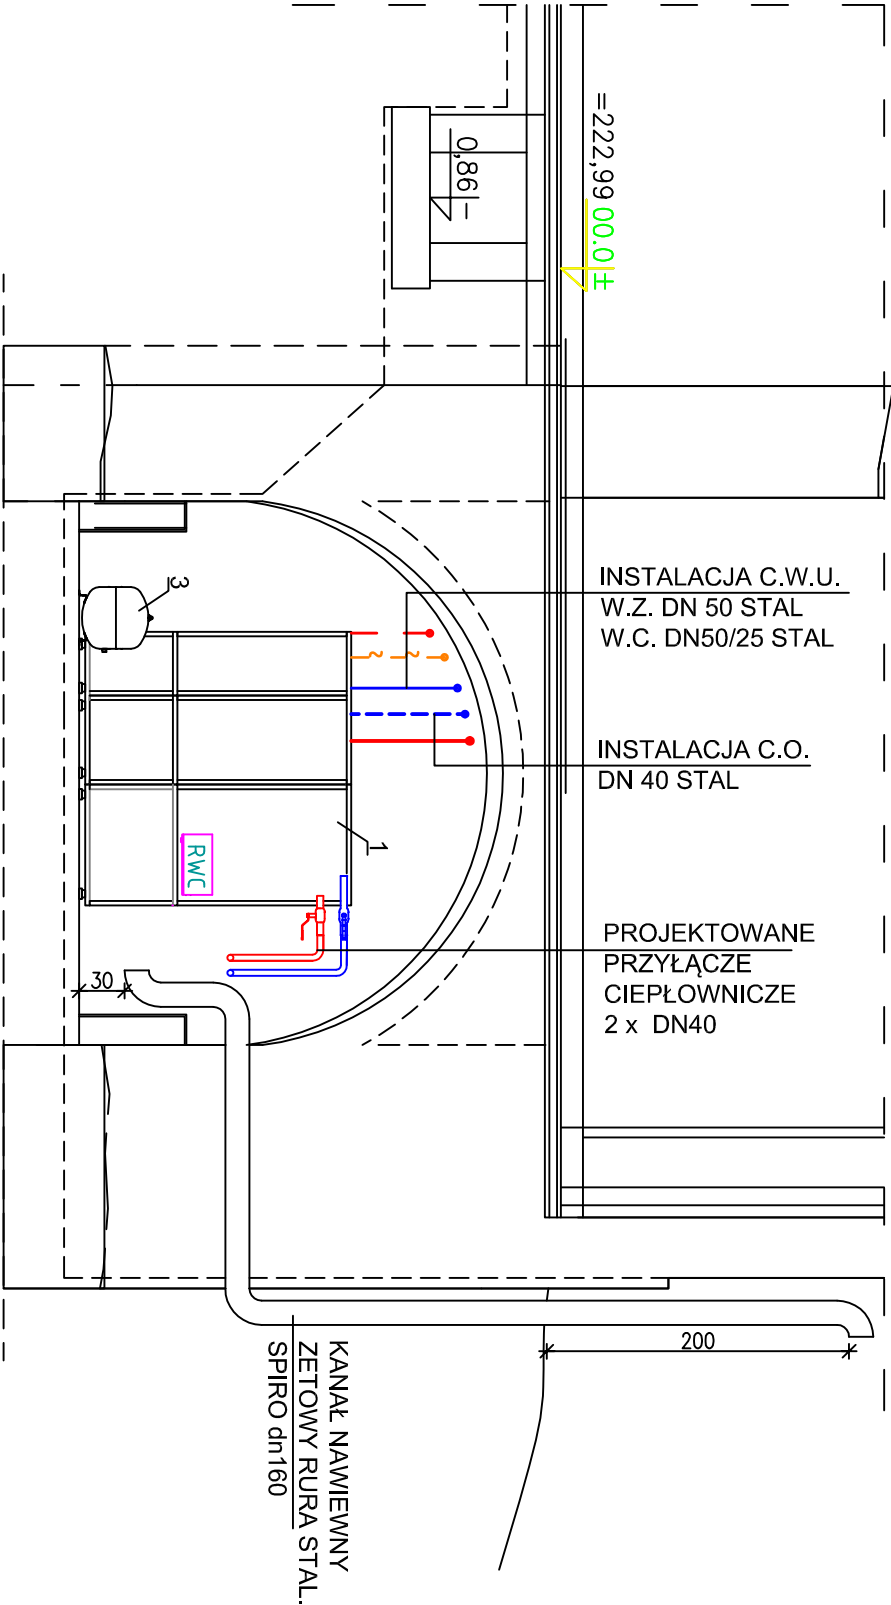 =222,99
± 0.00
0,86 -
INSTALACJA C.W.U.
W.Z. DN 50 STAL
W.C. DN50/25 STAL
3
INSTALACJA C.O.
DN 40 STAL
1
RWC
PROJEKTOWANE
PRZYŁĄCZE
CIEPŁOWNICZE
2 x DN40
30
200
KANAŁ NAWIEWNY
ZETOWY RURA STAL.
SPIRO dn160